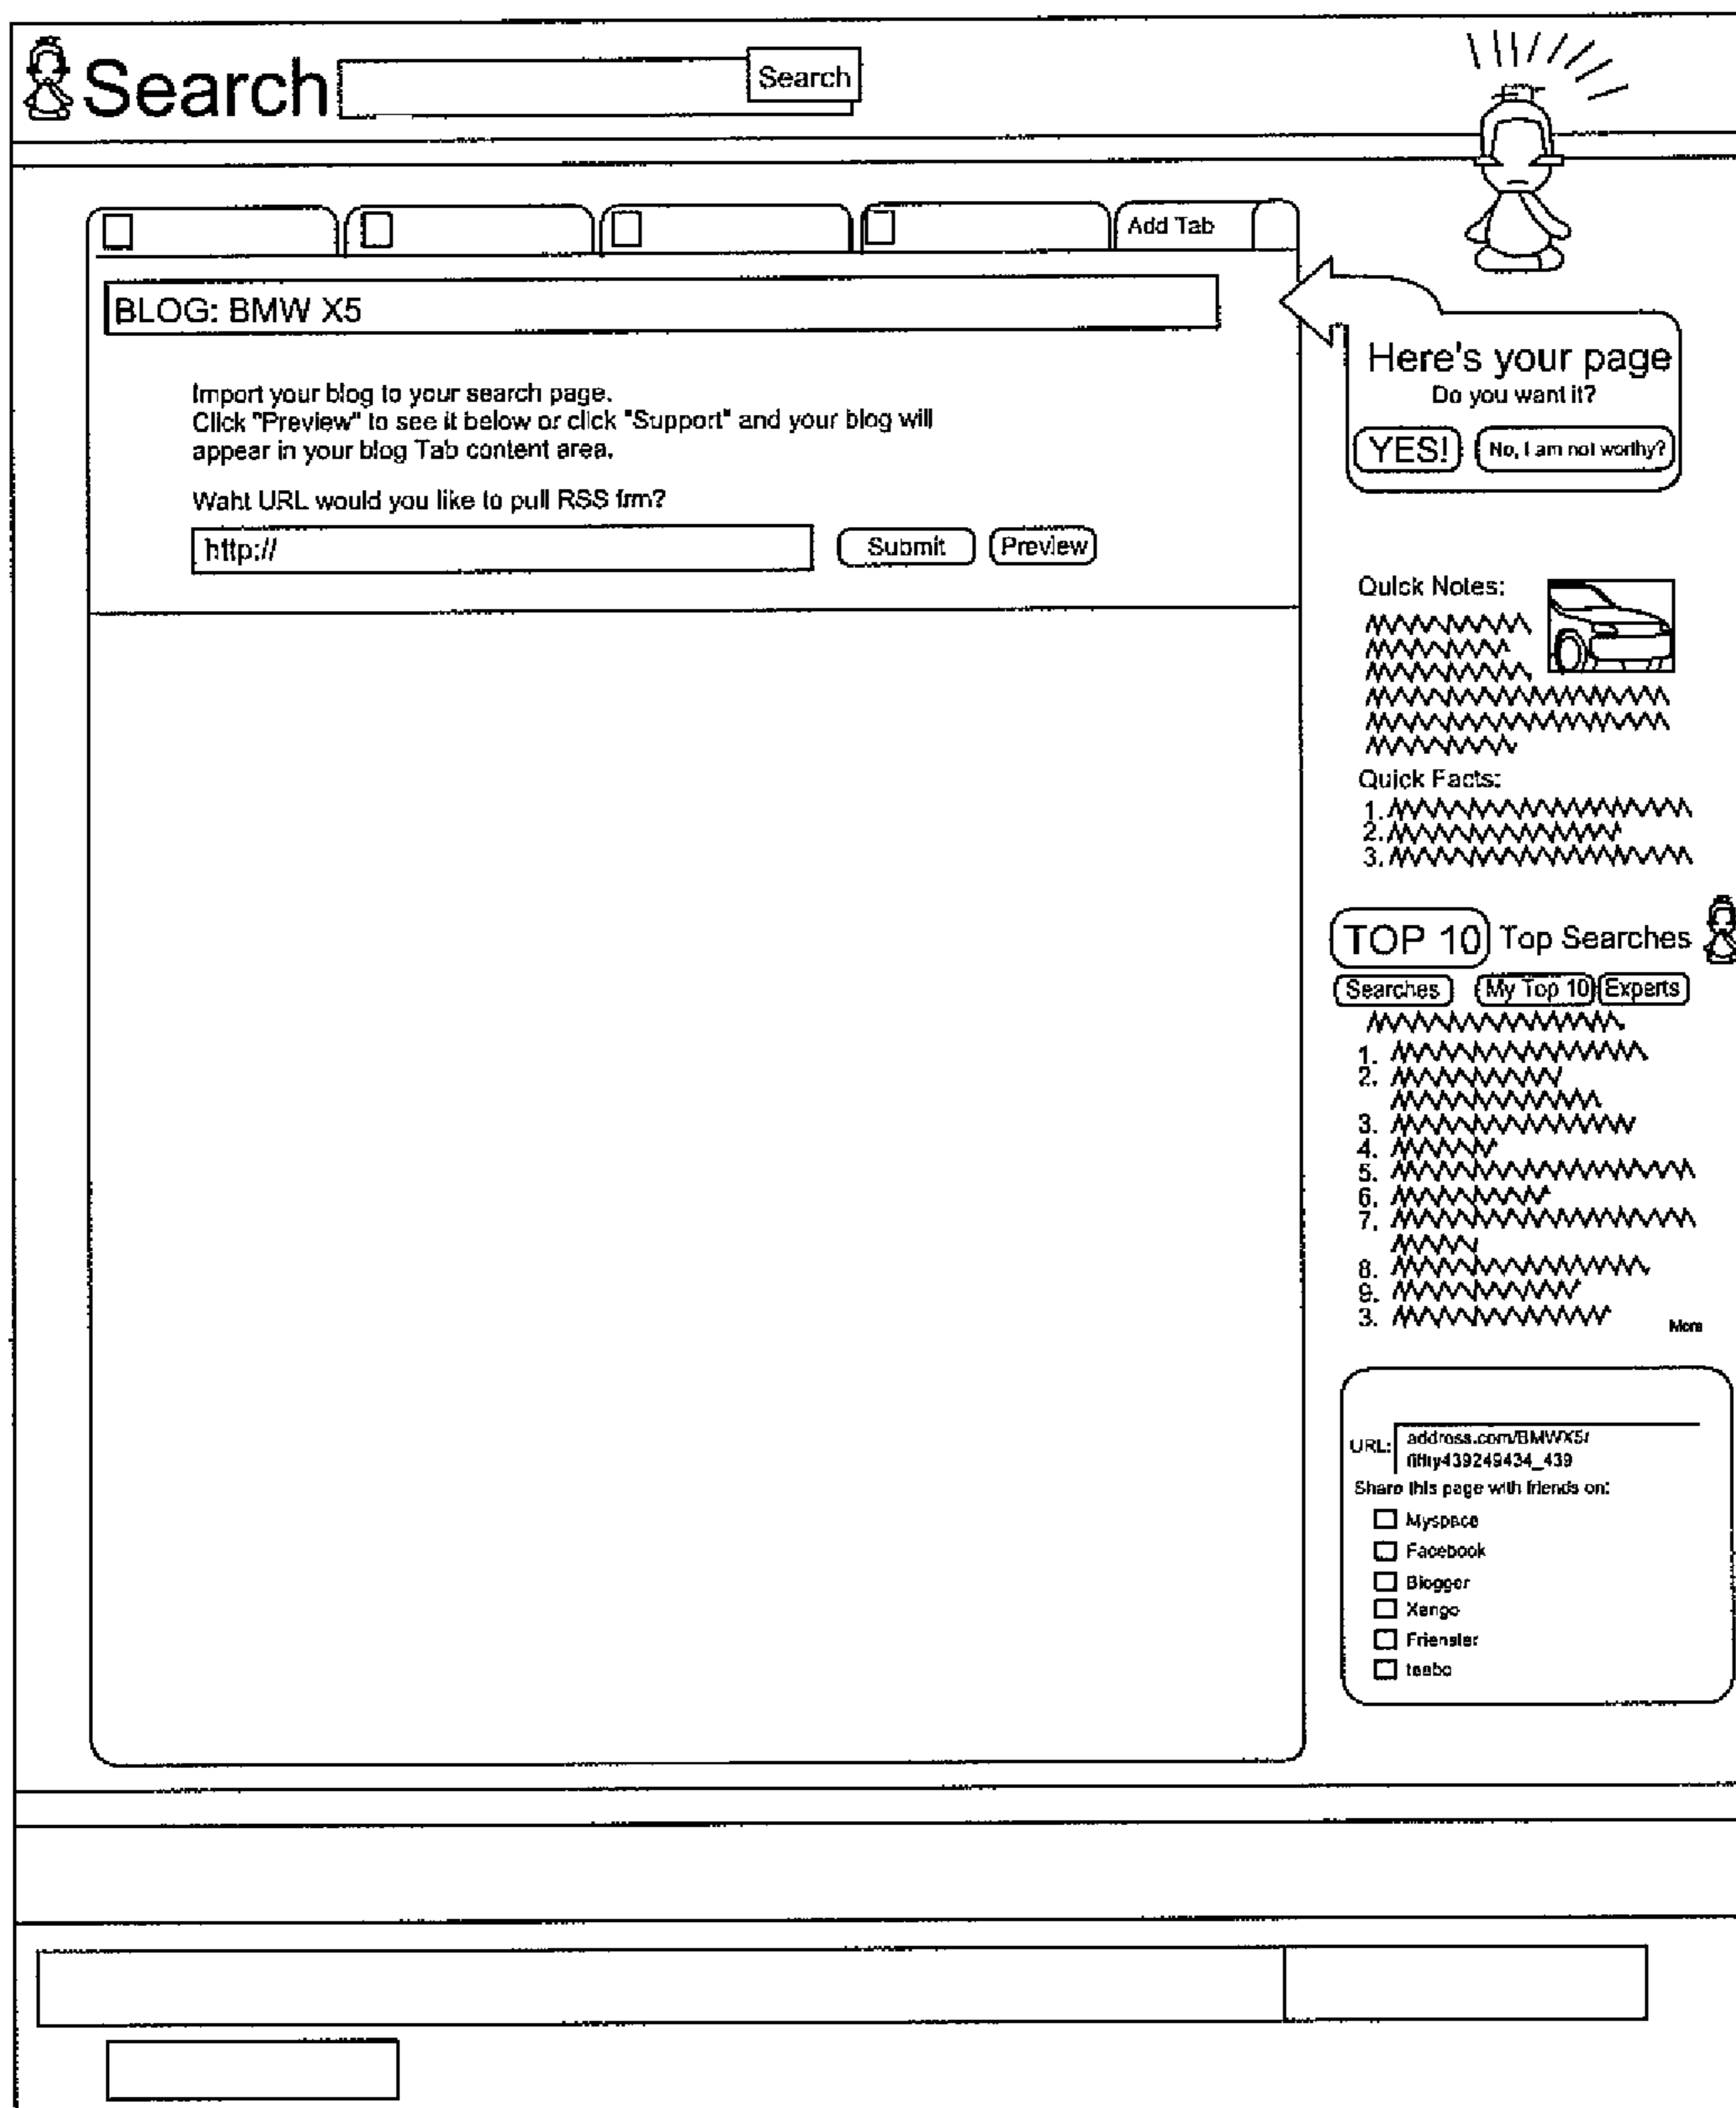 Search
Search
Add Tab
BLOG: BMW X5
Import your blog to your search page.
Click "Preview" to see it below or click "Support" and your blog will
appear in your blog Tab content area.
Waht URL would you like to pull RSS frm?
http://
Submit
Preview
Here's your page
Do you want it?
YES!
No, I am not worthy?
Quick Notes:
Quick Facts:
1.
2.
3.
TOP 10 Top Searches
Searches
My Top 10
Experts
1.
2.
3.
4.
5.
6.
7.
8.
9.
3.
More
URL:
address.com/BMWX5/
439249434_439
Share this page with friends on:
Myspace
Facebook
Blogger
Xango